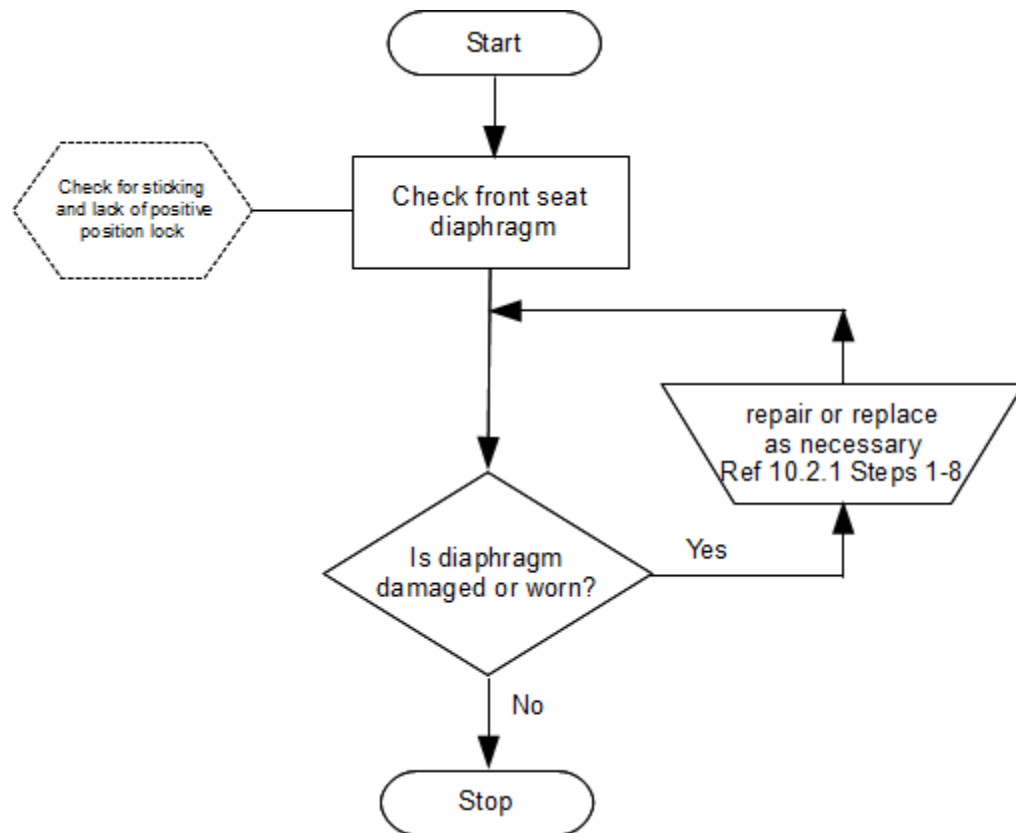 Start
Check for sticking
and lack of positive
position lock
Check front seat
diaphragm
repair or replace
as necessary
Ref 10.2.1 Steps 1-8
Is diaphragm
damaged or worn?
Yes
No
Stop